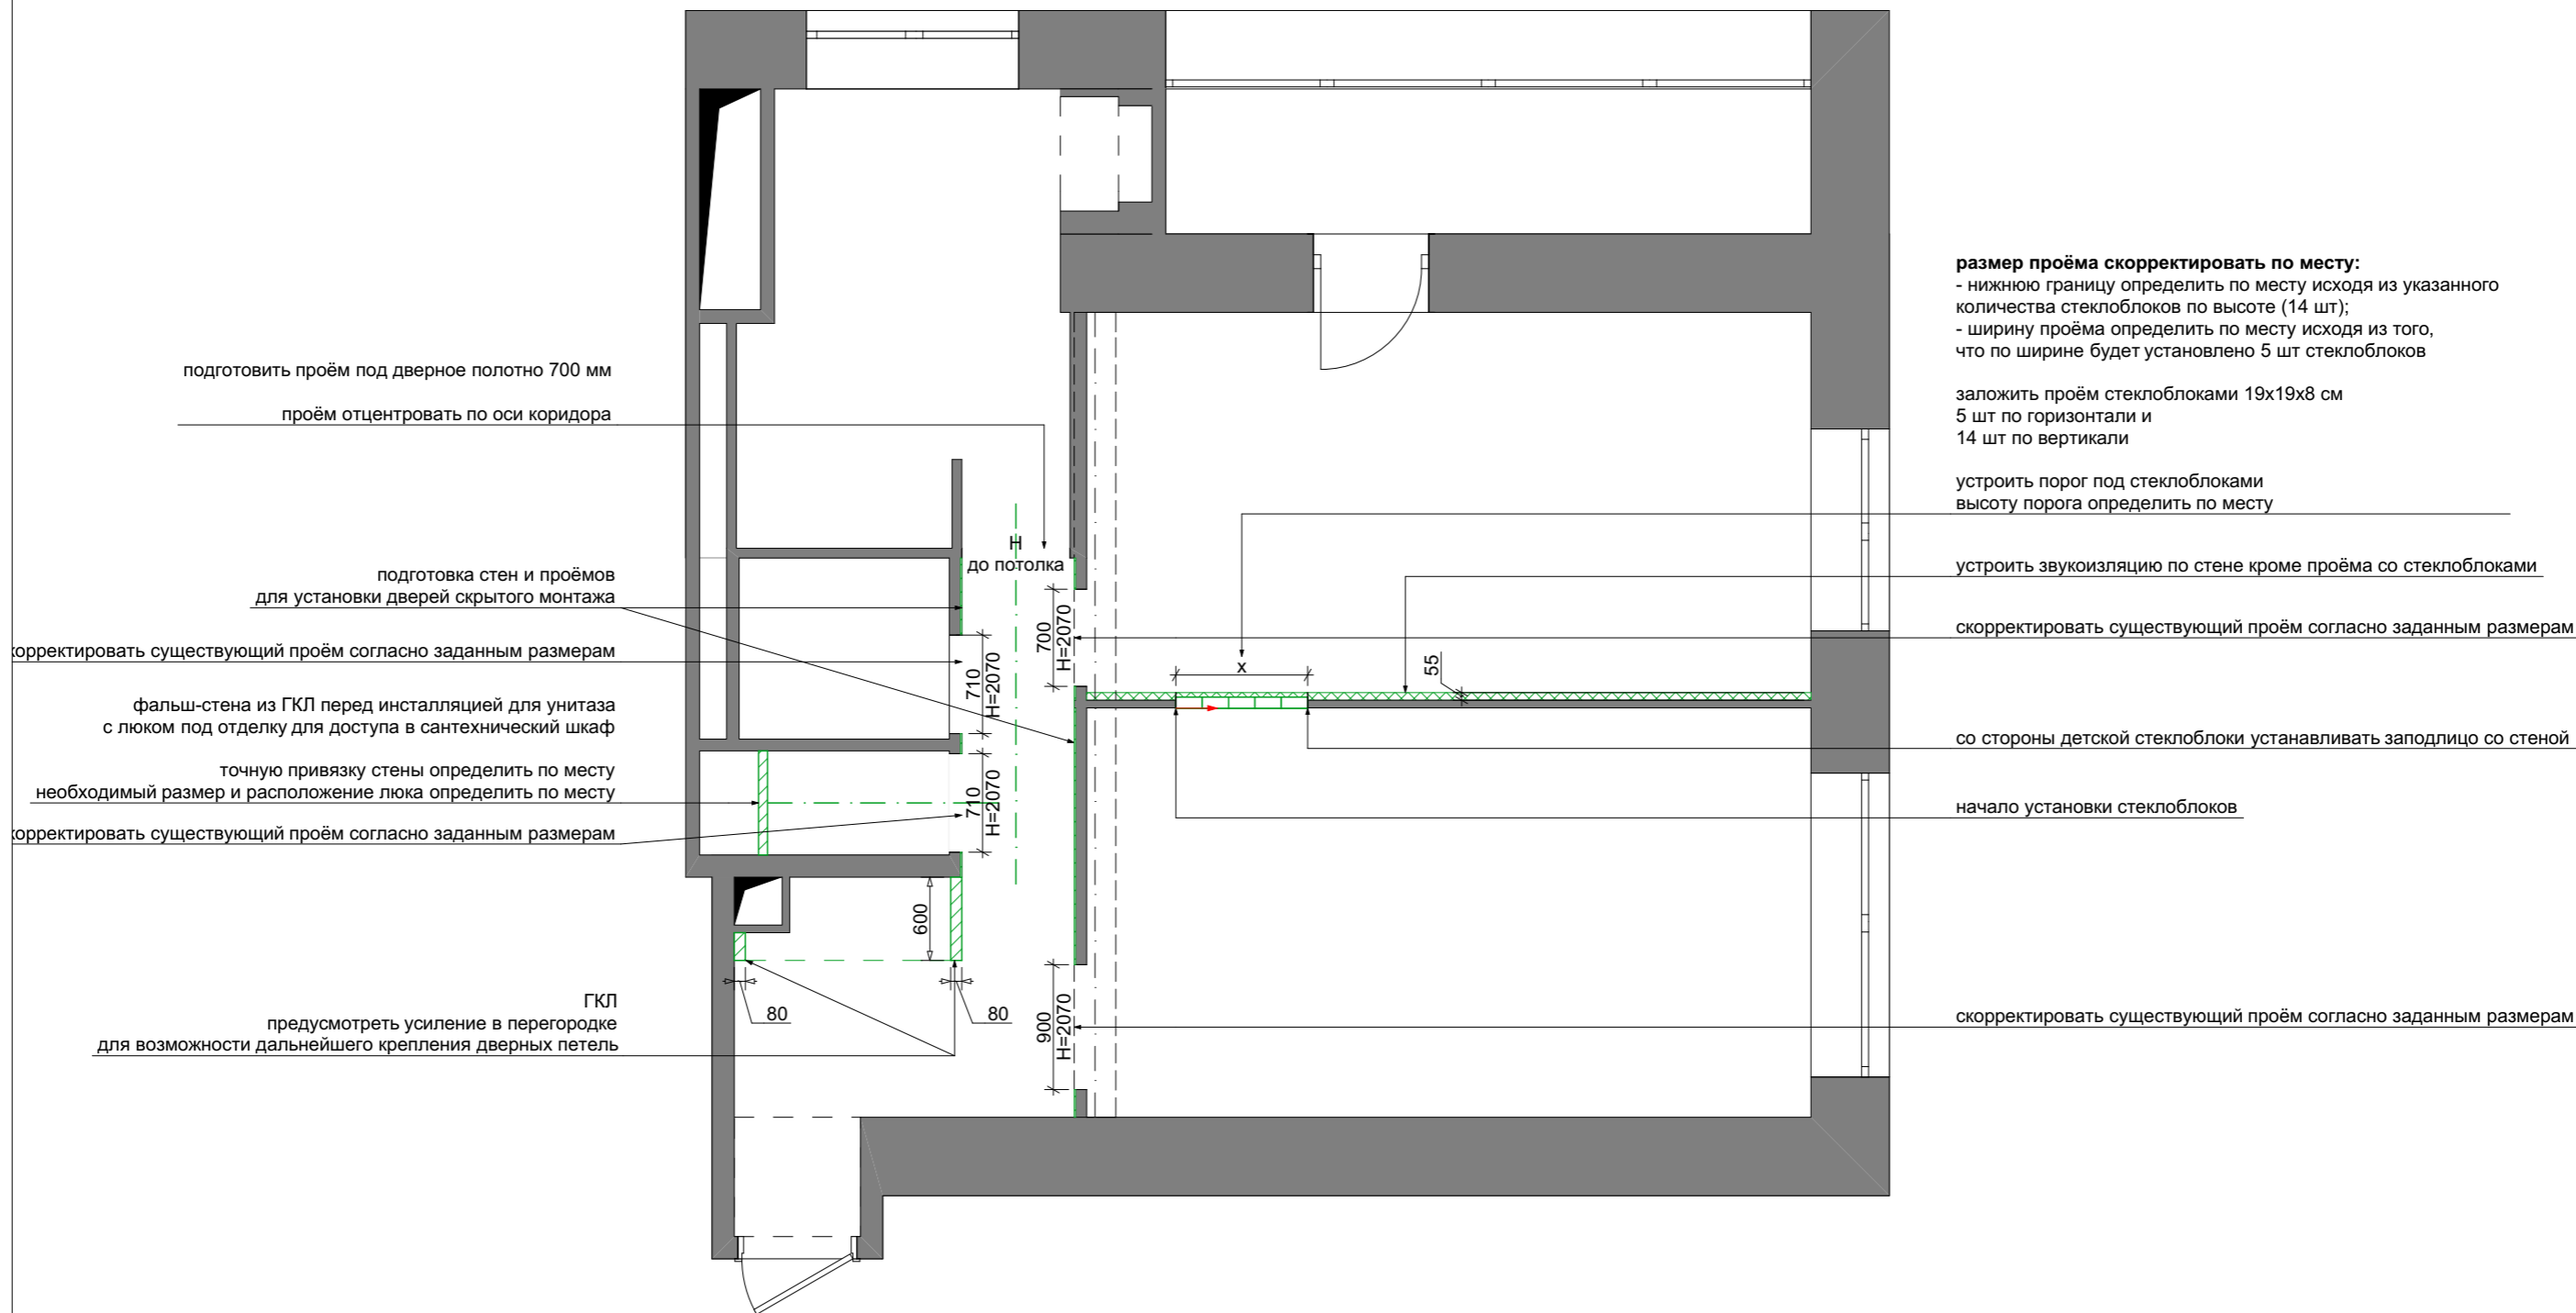 подготовить проём под дверное полотно 700 мм
проём отцентровать по оси коридора
подготовка стен и проёмов
для установки дверей скрытого монтажа
корректировать существующий проём согласно заданным размерам
фальш-стена из ГКЛ перед инсталляцией для унитаза
с люком под отделку для доступа в сантехнический шкаф
точную привязку стены определить по месту
необходимый размер и расположение люка определить по месту
корректировать существующий проём согласно заданным размерам
ГКЛ
предусмотреть усиление в перегородке
для возможности дальнейшего крепления дверных петель
H
до потолка
700
H=2070
710
H=2070
710
H=2070
600
80
80
900
H=2070
x
55
размер проёма скорректировать по месту:
- нижнюю границу определить по месту исходя из указанного
количества стеклоблоков по высоте (14 шт);
- ширину проёма определить по месту исходя из того,
что по ширине будет установлено 5 шт стеклоблоков
заложить проём стеклоблоками 19х19х8 см
5 шт по горизонтали и
14 шт по вертикали
устроить порог под стеклоблоками
высоту порога определить по месту
устроить звукоизляцию по стене кроме проёма со стеклоблоками
скорректировать существующий проём согласно заданным размерам
со стороны детской стеклоблоки устанавливать заподлицо со стеной
начало установки стеклоблоков
скорректировать существующий проём согласно заданным размерам